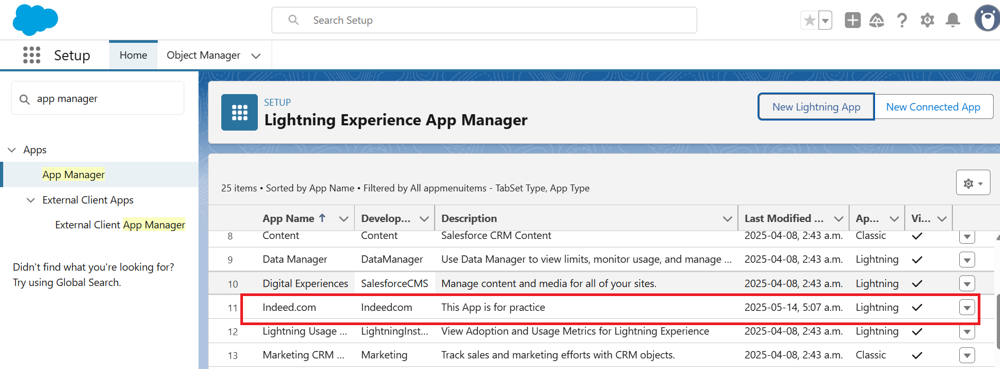 Search Setup
Setup
Home
Object Manager
app manager
Apps
App Manager
External Client Apps
External Client App Manager
Didn't find what you're looking for?
Try using Global Search.
SETUP
Lightning Experience App Manager
New Lightning App
New Connected App
25 items • Sorted by App Name • Filtered by All appmenuitems - TabSet Type, App Type
App Name Develop... Description Last Modified ... Ap... Vi...
8 Content Content Salesforce CRM Content 2025-04-08, 2:43 a.m. Classic
9 Data Manager DataManager Use Data Manager to view limits, monitor usage, and manage ... 2025-04-08, 2:43 a.m. Lightning
10 Digital Experiences SalesforceCMS Manage content and media for all of your sites. 2025-04-08, 2:43 a.m. Lightning
11 Indeed.com Indeedcom This App is for practice 2025-05-14, 5:07 a.m. Lightning
12 Lightning Usage ... LightningInst... View Adoption and Usage Metrics for Lightning Experience 2025-04-08, 2:43 a.m. Lightning
13 Marketing CRM ... Marketing Track sales and marketing efforts with CRM objects. 2025-04-08, 2:43 a.m. Classic